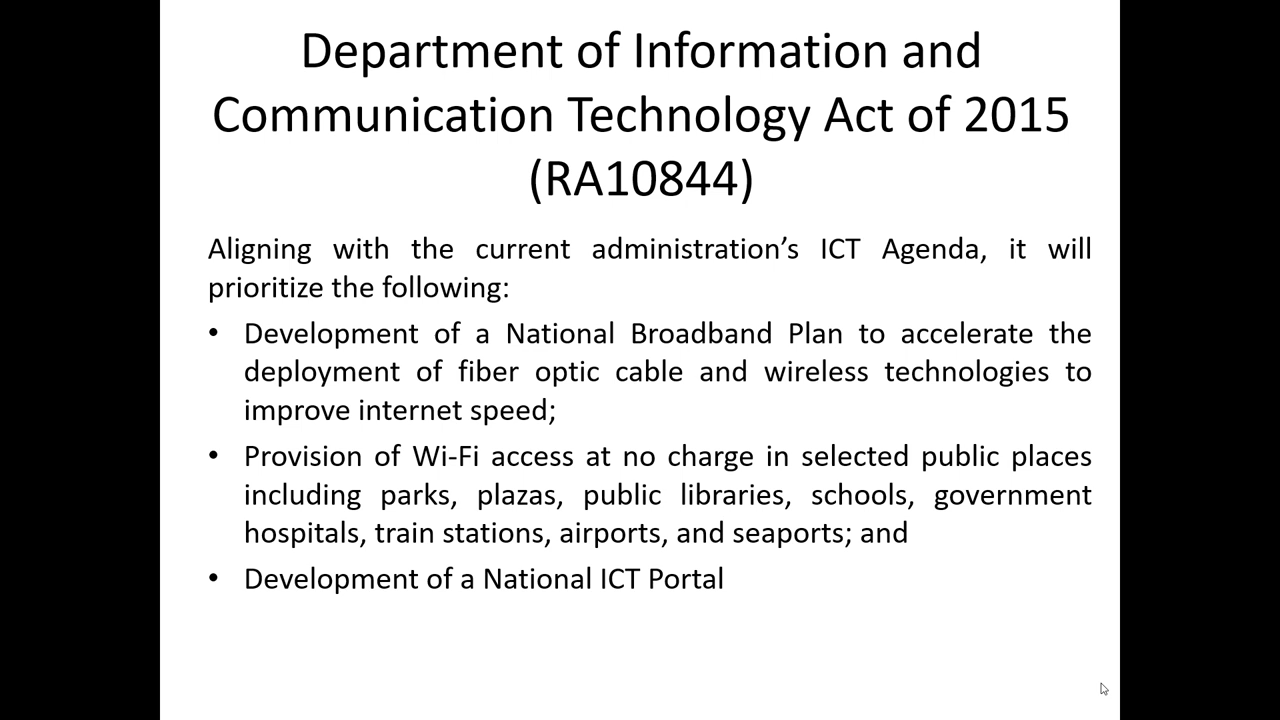 Department of Information and
Communication Technology Act of 2015
(RA10844)
Aligning with the current administration’s ICT Agenda, it will
prioritize the following:
• Development of a National Broadband Plan to accelerate the
deployment of fiber optic cable and wireless technologies to
improve internet speed;
• Provision of Wi-Fi access at no charge in selected public places
including parks, plazas, public libraries, schools, government
hospitals, train stations, airports, and seaports; and
• Development of a National ICT Portal